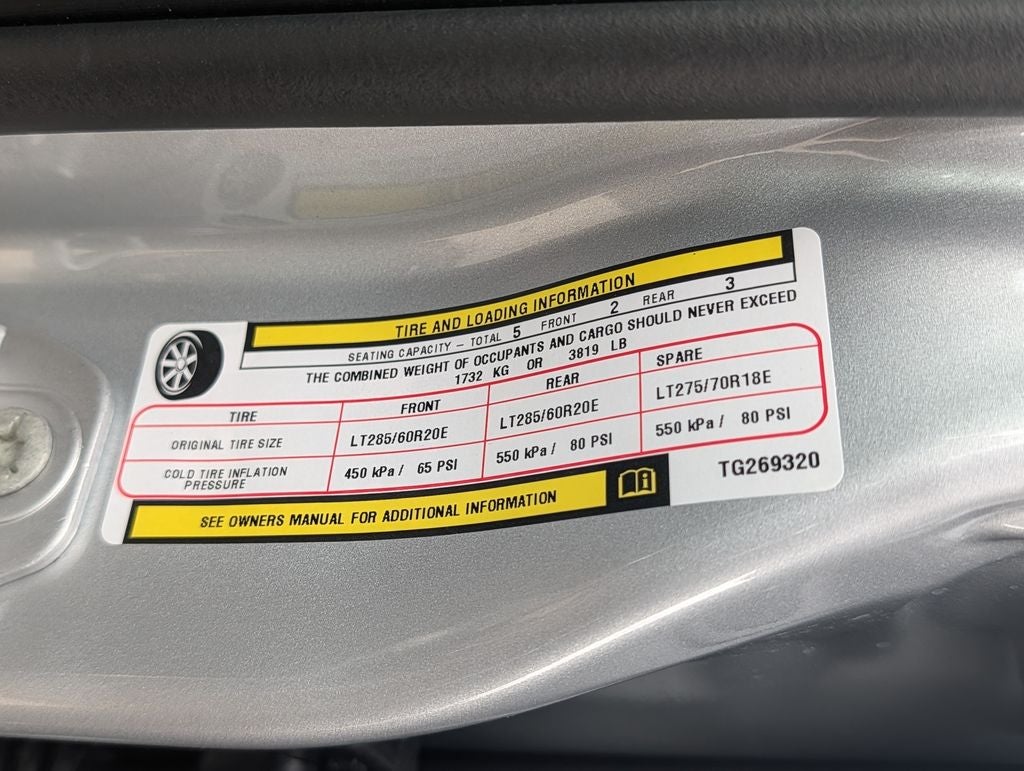 TIRE AND LOADING INFORMATION
SEATING CAPACITY – TOTAL 5 FRONT 2 REAR 3
THE COMBINED WEIGHT OF OCCUPANTS AND CARGO SHOULD NEVER EXCEED
1732 KG OR 3819 LB
TIRE FRONT REAR SPARE
ORIGINAL TIRE SIZE LT285/60R20E LT285/60R20E LT275/70R18E
COLD TIRE INFLATION PRESSURE 450 kPa / 65 PSI 550 kPa / 80 PSI 550 kPa / 80 PSI
SEE OWNERS MANUAL FOR ADDITIONAL INFORMATION
TG269320